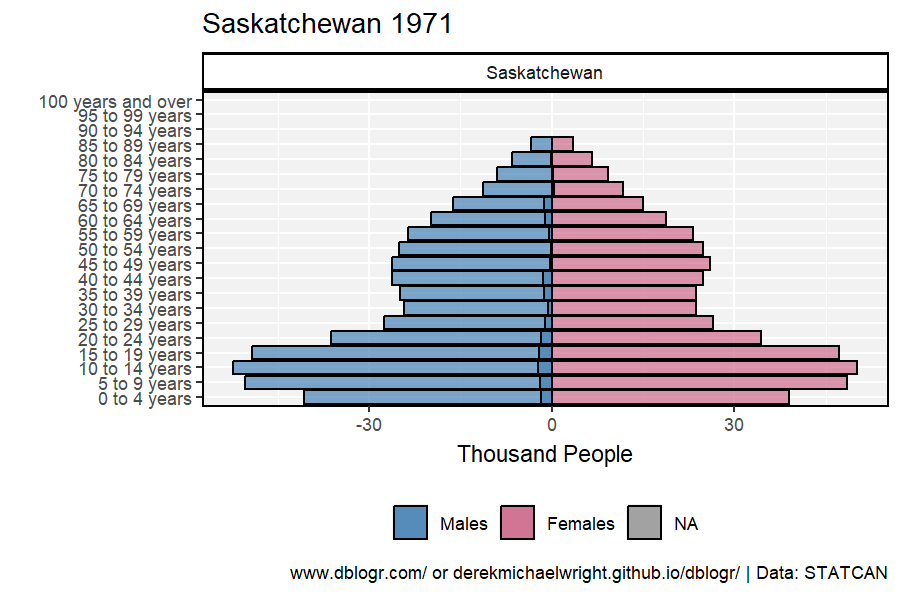 Saskatchewan 1971
Saskatchewan
100 years and over
95 to 99 years
90 to 94 years
85 to 89 years
80 to 84 years
75 to 79 years
70 to 74 years
65 to 69 years
60 to 64 years
55 to 59 years
50 to 54 years
45 to 49 years
40 to 44 years
35 to 39 years
30 to 34 years
25 to 29 years
20 to 24 years
15 to 19 years
10 to 14 years
5 to 9 years
0 to 4 years
-30 0 30
Thousand People
Males Females NA
www.dblogr.com/ or derekmichaelwright.github.io/dblogr/ | Data: STATCAN